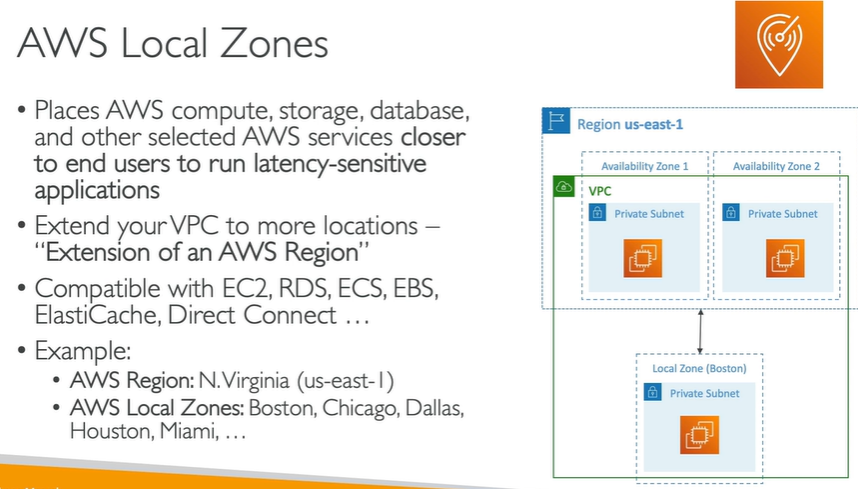 AWS Local Zones
• Places AWS compute, storage, database,
and other selected AWS services closer
to end users to run latency-sensitive
applications
• Extend your VPC to more locations –
“Extension of an AWS Region”
• Compatible with EC2, RDS, ECS, EBS,
ElastiCache, Direct Connect …
• Example:
• AWS Region: N. Virginia (us-east-1)
• AWS Local Zones: Boston, Chicago, Dallas,
Houston, Miami, …
Region us-east-1
Availability Zone 1
Availability Zone 2
VPC
Private Subnet
Private Subnet
Local Zone (Boston)
Private Subnet